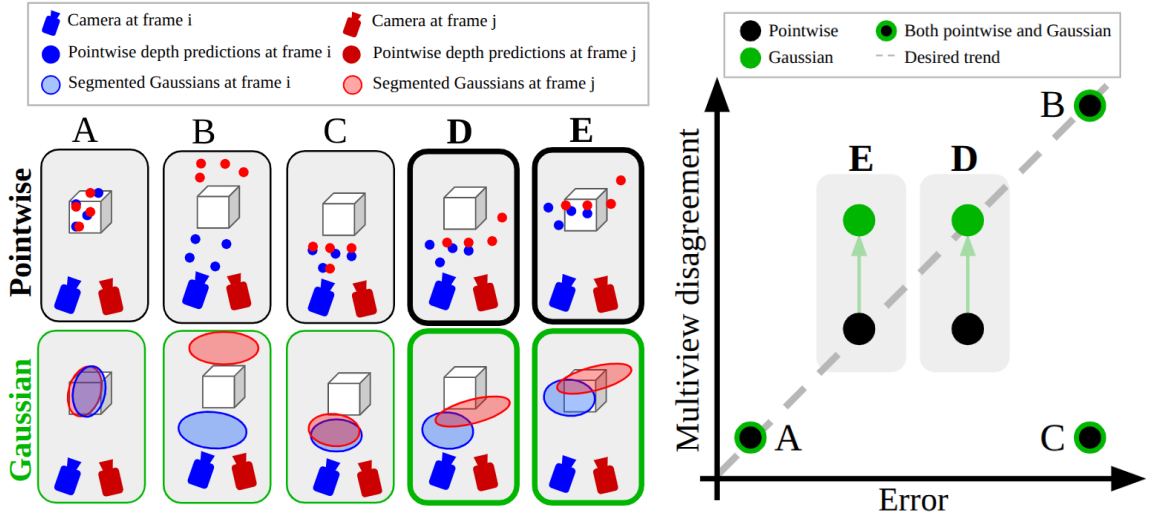 Camera at frame i
Camera at frame j
Pointwise depth predictions at frame i
Pointwise depth predictions at frame j
Segmented Gaussians at frame i
Segmented Gaussians at frame j
A B C D E
Pointwise
Gaussian
Pointwise
Both pointwise and Gaussian
Gaussian
Desired trend
Multiview disagreement
B
E D
A
C
Error